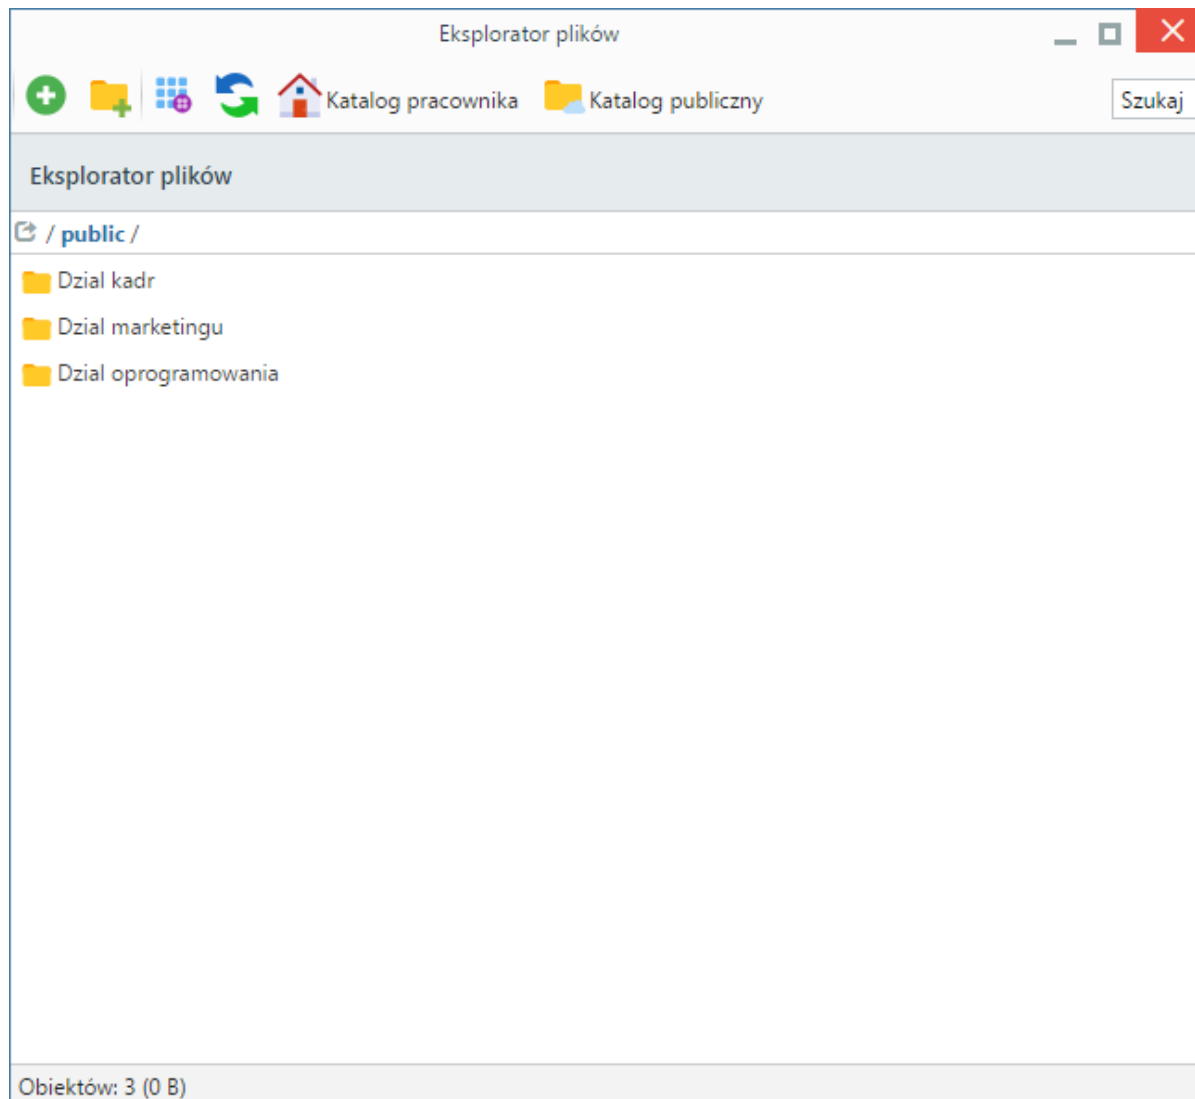 Eksplorator plików
Katalog pracownika Katalog publiczny Szukaj
Eksplorator plików
/ public /
Dzial kadr
Dzial marketingu
Dzial oprogramowania
Obiektów: 3 (0 B)